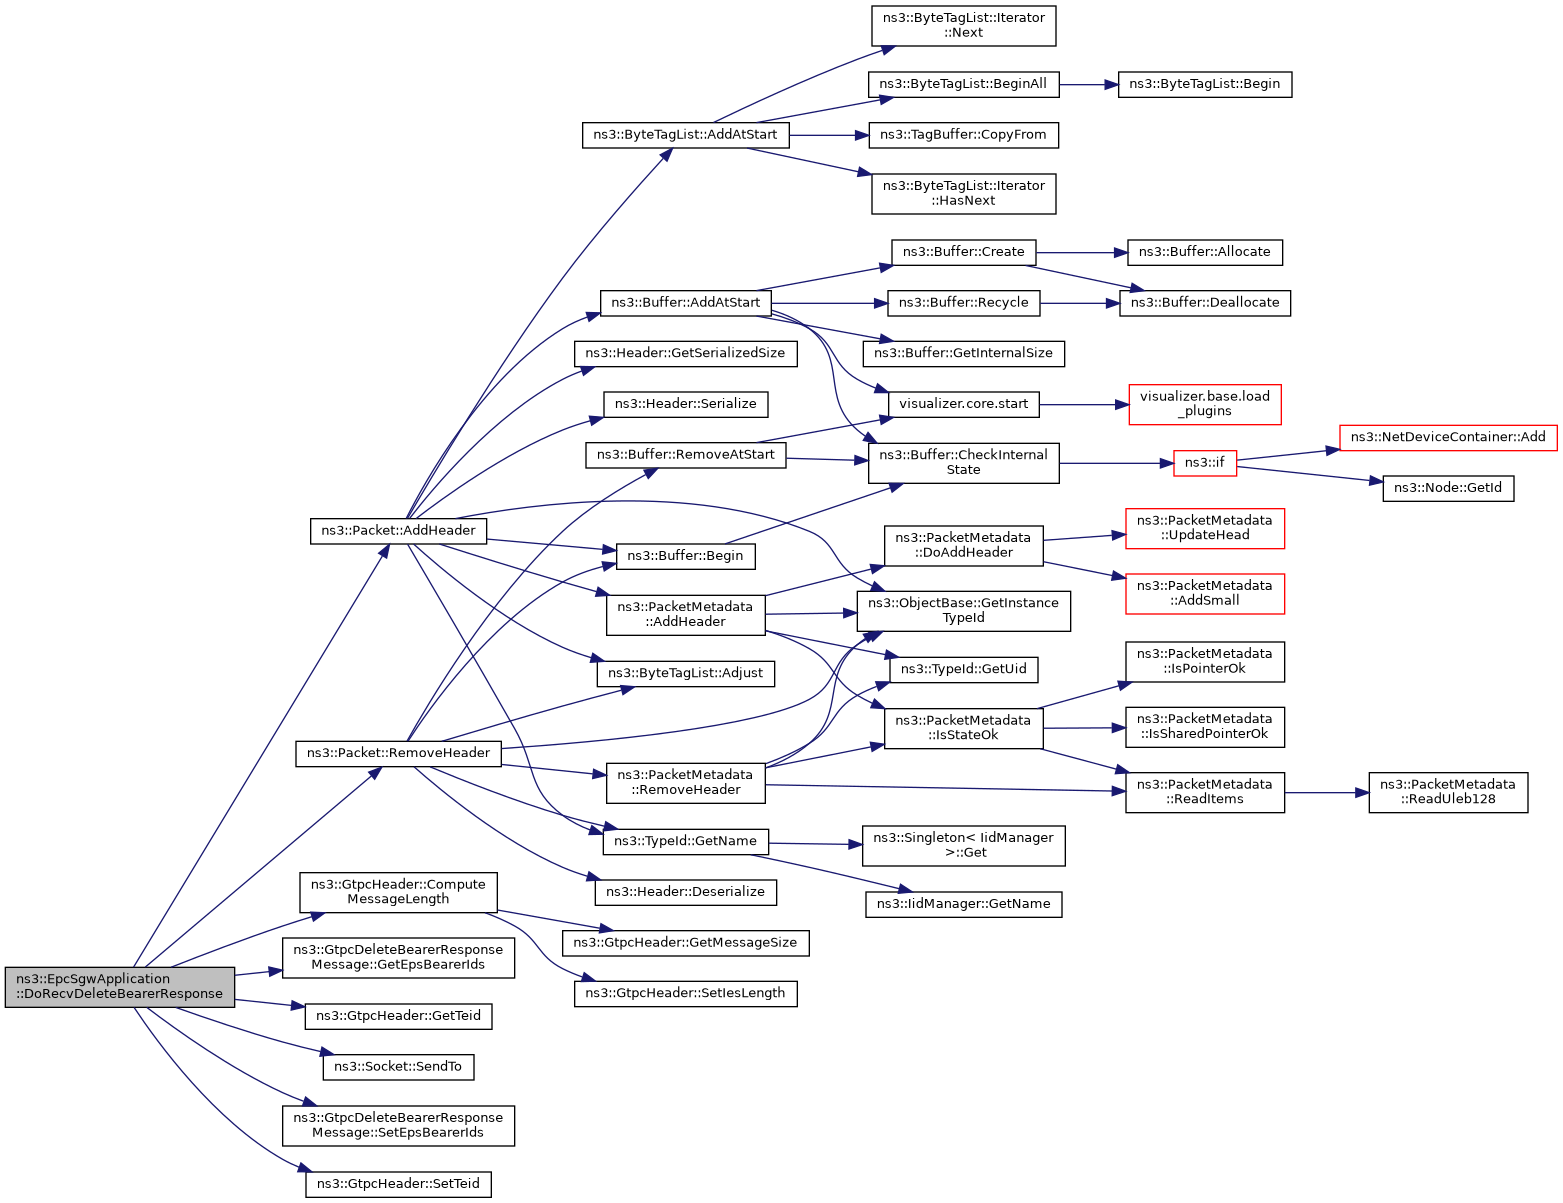 ns3::ByteTagList::Iterator
::Next
ns3::ByteTagList::BeginAll
ns3::ByteTagList::Begin
ns3::ByteTagList::AddAtStart
ns3::TagBuffer::CopyFrom
ns3::ByteTagList::Iterator
::HasNext
ns3::Buffer::Create
ns3::Buffer::Allocate
ns3::Buffer::AddAtStart
ns3::Buffer::Recycle
ns3::Buffer::Deallocate
ns3::Header::GetSerializedSize
ns3::Buffer::GetInternalSize
ns3::Header::Serialize
visualizer.core.start
visualizer.base.load
_plugins
ns3::NetDeviceContainer::Add
ns3::Buffer::RemoveAtStart
ns3::Buffer::CheckInternal
State
ns3::if
ns3::Node::GetId
ns3::Packet::AddHeader
ns3::Buffer::Begin
ns3::PacketMetadata
::DoAddHeader
ns3::PacketMetadata
::UpdateHead
ns3::PacketMetadata
::AddSmall
ns3::PacketMetadata
::AddHeader
ns3::ObjectBase::GetInstance
TypeId
ns3::ByteTagList::Adjust
ns3::TypeId::GetUid
ns3::PacketMetadata
::IsPointerOk
ns3::PacketMetadata
::IsStateOk
ns3::PacketMetadata
::IsSharedPointerOk
ns3::Packet::RemoveHeader
ns3::PacketMetadata
::RemoveHeader
ns3::PacketMetadata
::ReadItems
ns3::PacketMetadata
::ReadUleb128
ns3::TypeId::GetName
ns3::Singleton< IidManager
>::Get
ns3::Header::Deserialize
ns3::IidManager::GetName
ns3::GtpcHeader::Compute
MessageLength
ns3::GtpcHeader::GetMessageSize
ns3::GtpcDeleteBearerResponse
Message::GetEpsBearerIds
ns3::EpcSgwApplication
::DoRecvDeleteBearerResponse
ns3::GtpcHeader::SetIesLength
ns3::GtpcHeader::GetTeid
ns3::Socket::SendTo
ns3::GtpcDeleteBearerResponse
Message::SetEpsBearerIds
ns3::GtpcHeader::SetTeid